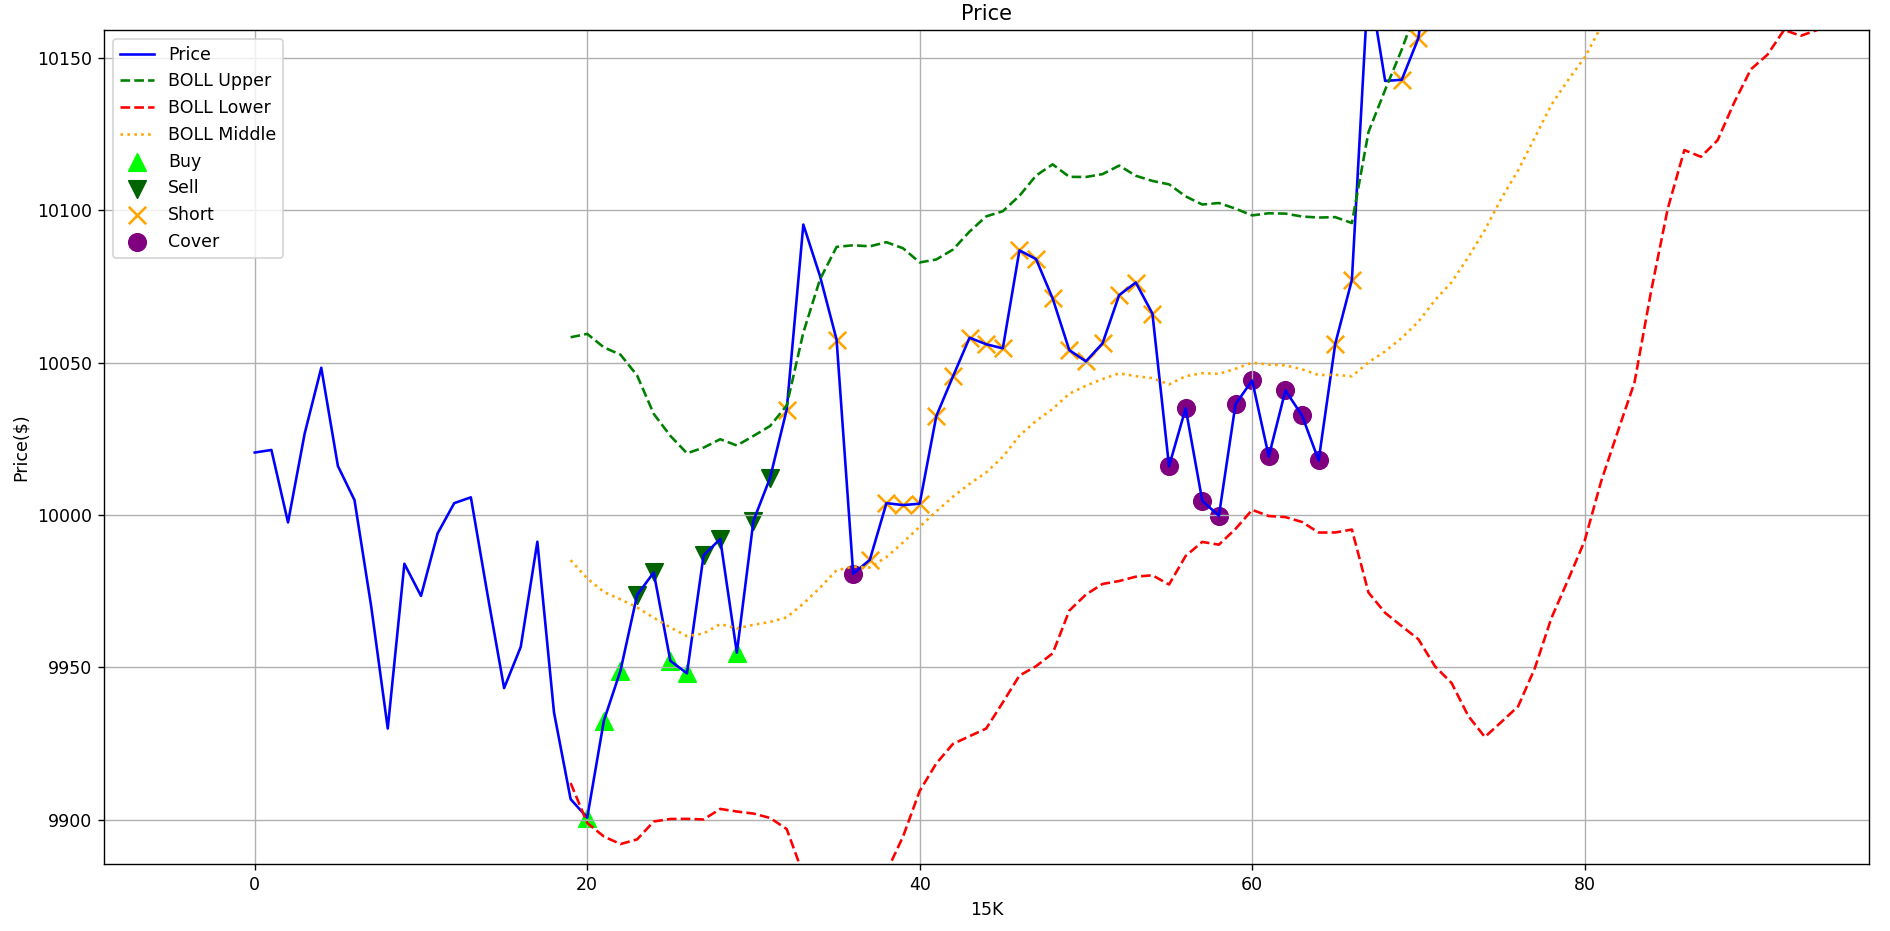 Price
Price
BOLL Upper
BOLL Lower
BOLL Middle
Buy
Sell
Short
Cover
Price($)
10150
10100
10050
10000
9950
9900
0 20 40 60 80
15K